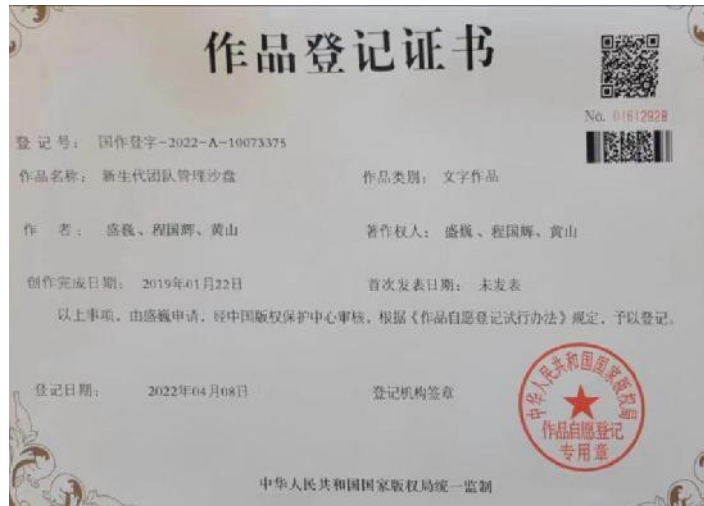 作品登记证书
No. 01612928
登记号: 国作登字-2022-A-10073375
作品名称: 新生代团队管理沙盘 作品类别: 文字作品
作 者: 盛巍、程国辉、黄山 著作权人: 盛巍、程国辉、黄山
创作完成日期: 2019年01月22日 首次发表日期: 未发表
以上事项,由盛巍申请,经中国版权保护中心审核,根据《作品自愿登记试行办法》规定,予以登记。
登记日期: 2022年04月08日 登记机构签章
中华人民共和国国家版权局
作品自愿登记
专用章
中华人民共和国国家版权局统一监制